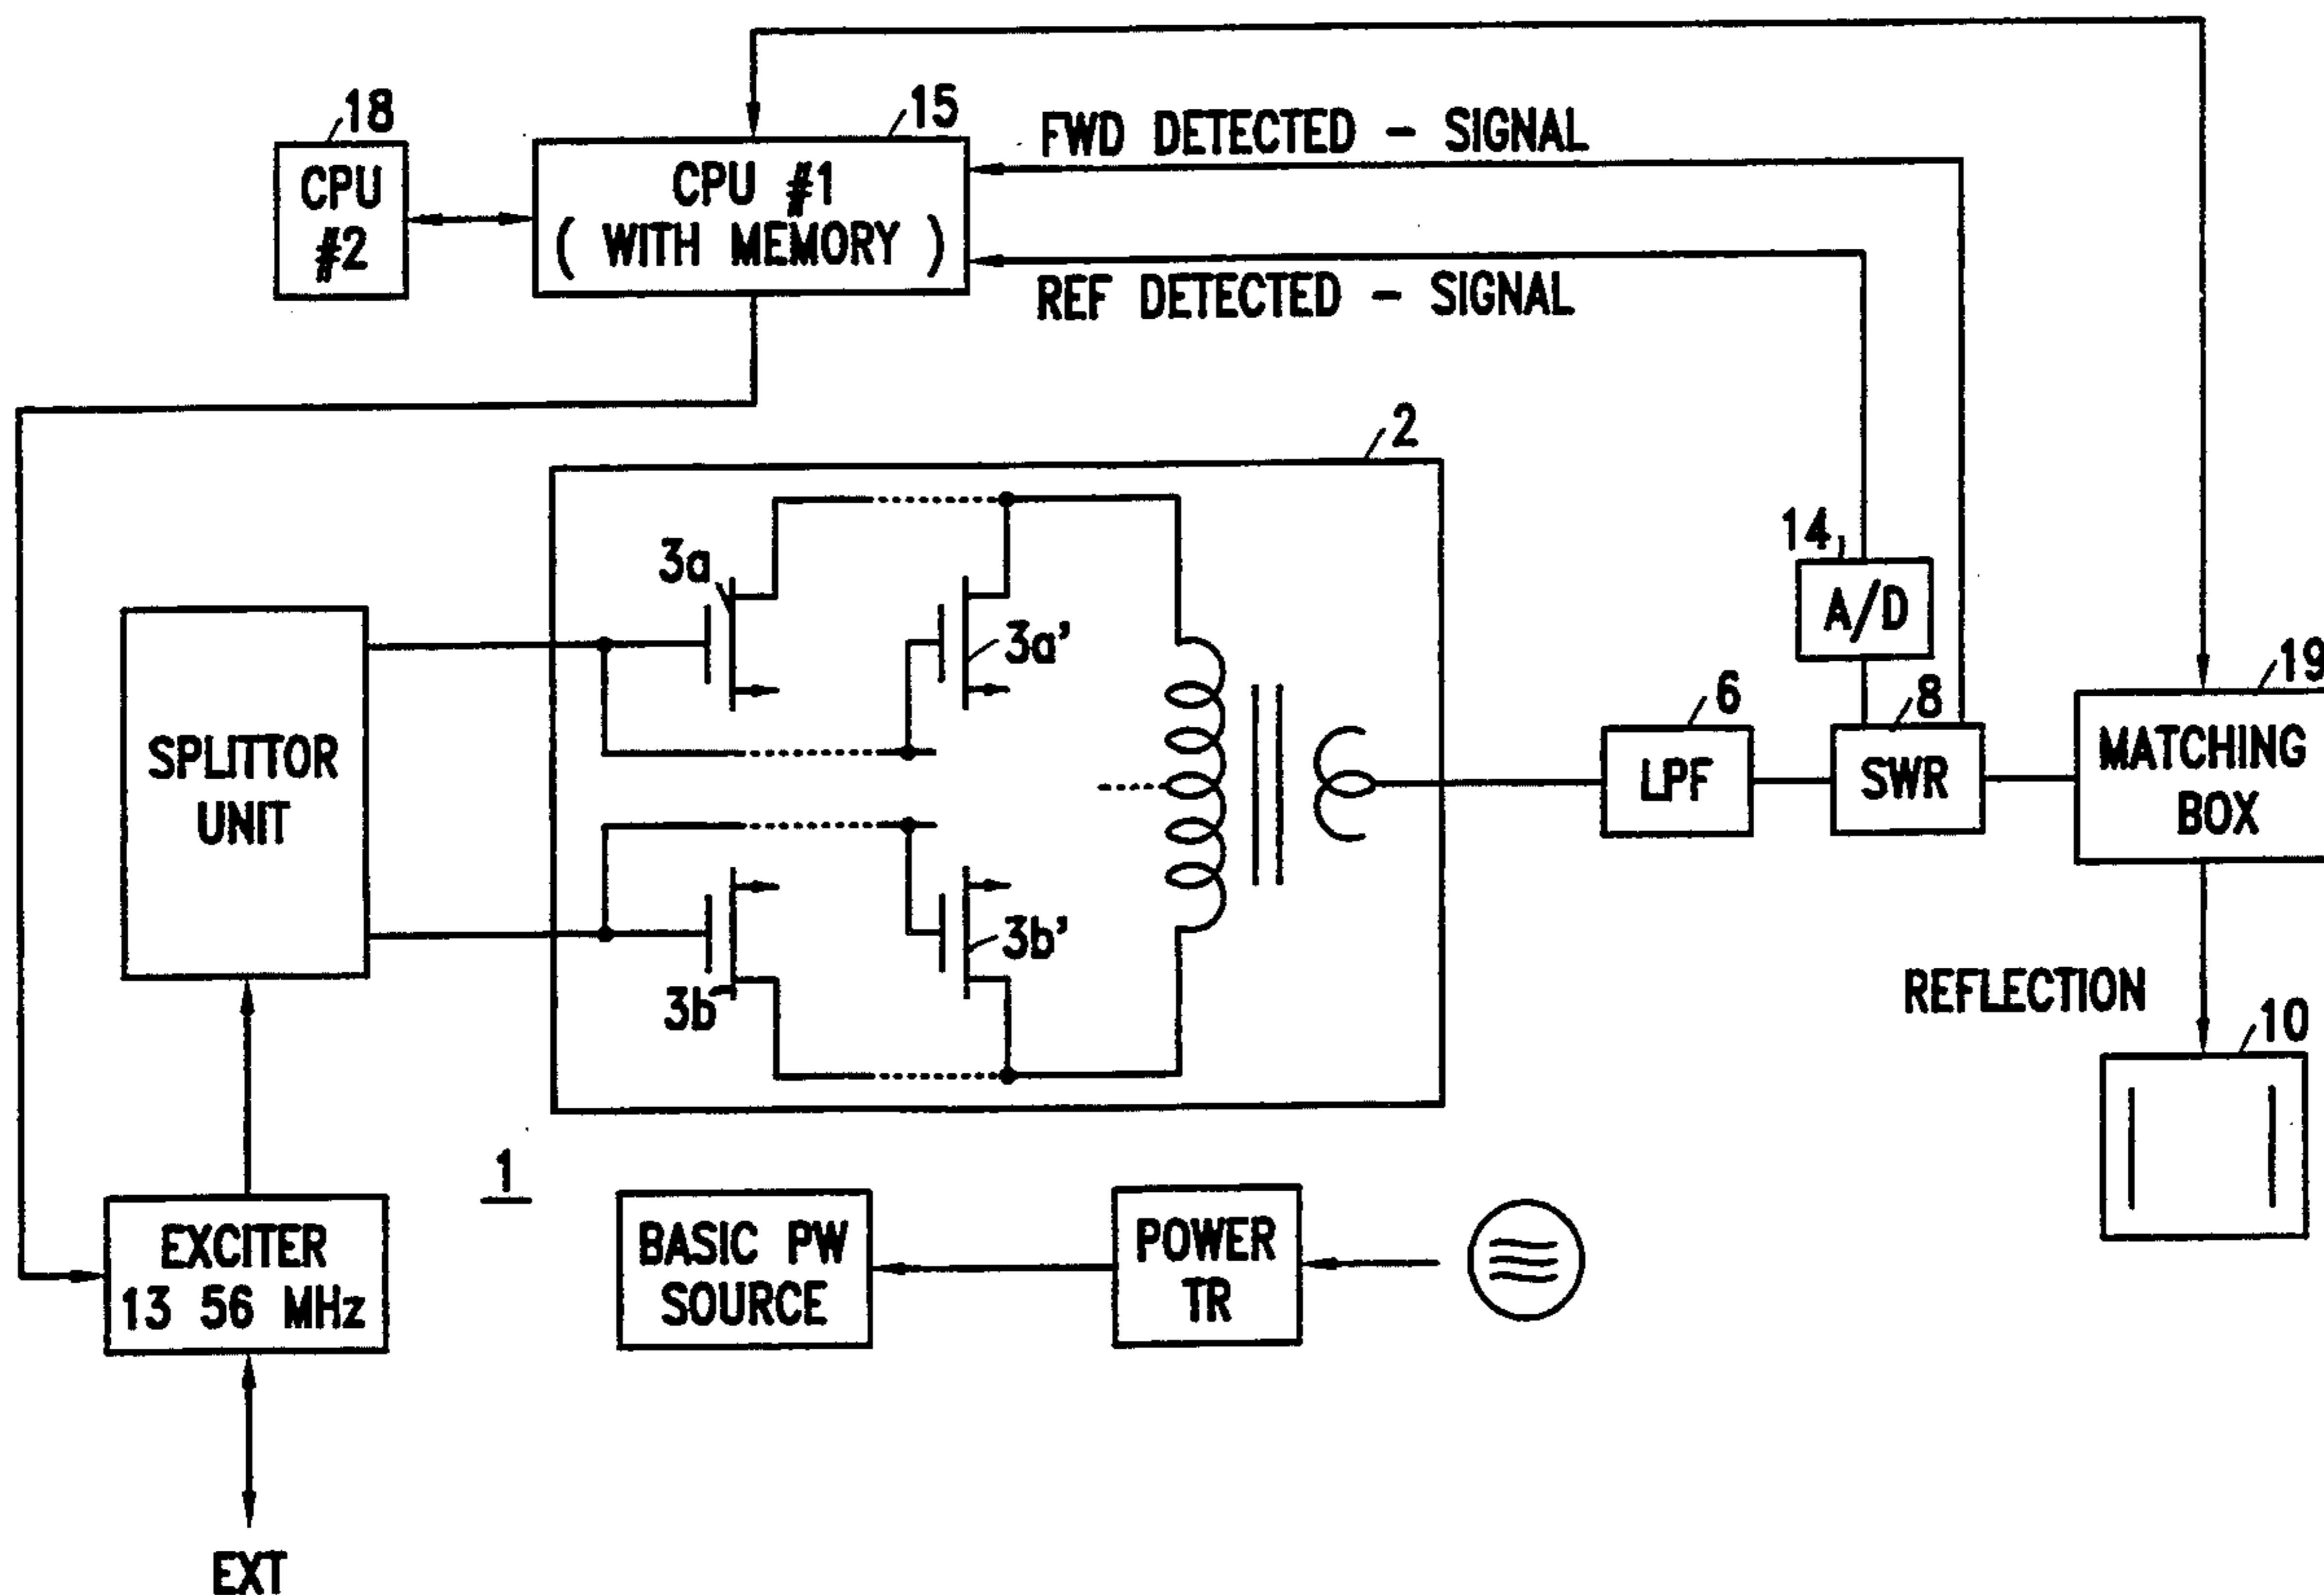 18
CPU
#2
15
CPU #1
( WITH MEMORY )
FWD DETECTED - SIGNAL
REF DETECTED - SIGNAL
2
3a
3a'
3b
3b'
SPLITTOR
UNIT
14
A/D
6
LPF
8
SWR
19
MATCHING
BOX
REFLECTION
10
1
EXCITER
13 56 MHz
BASIC PW
SOURCE
POWER
TR
EXT